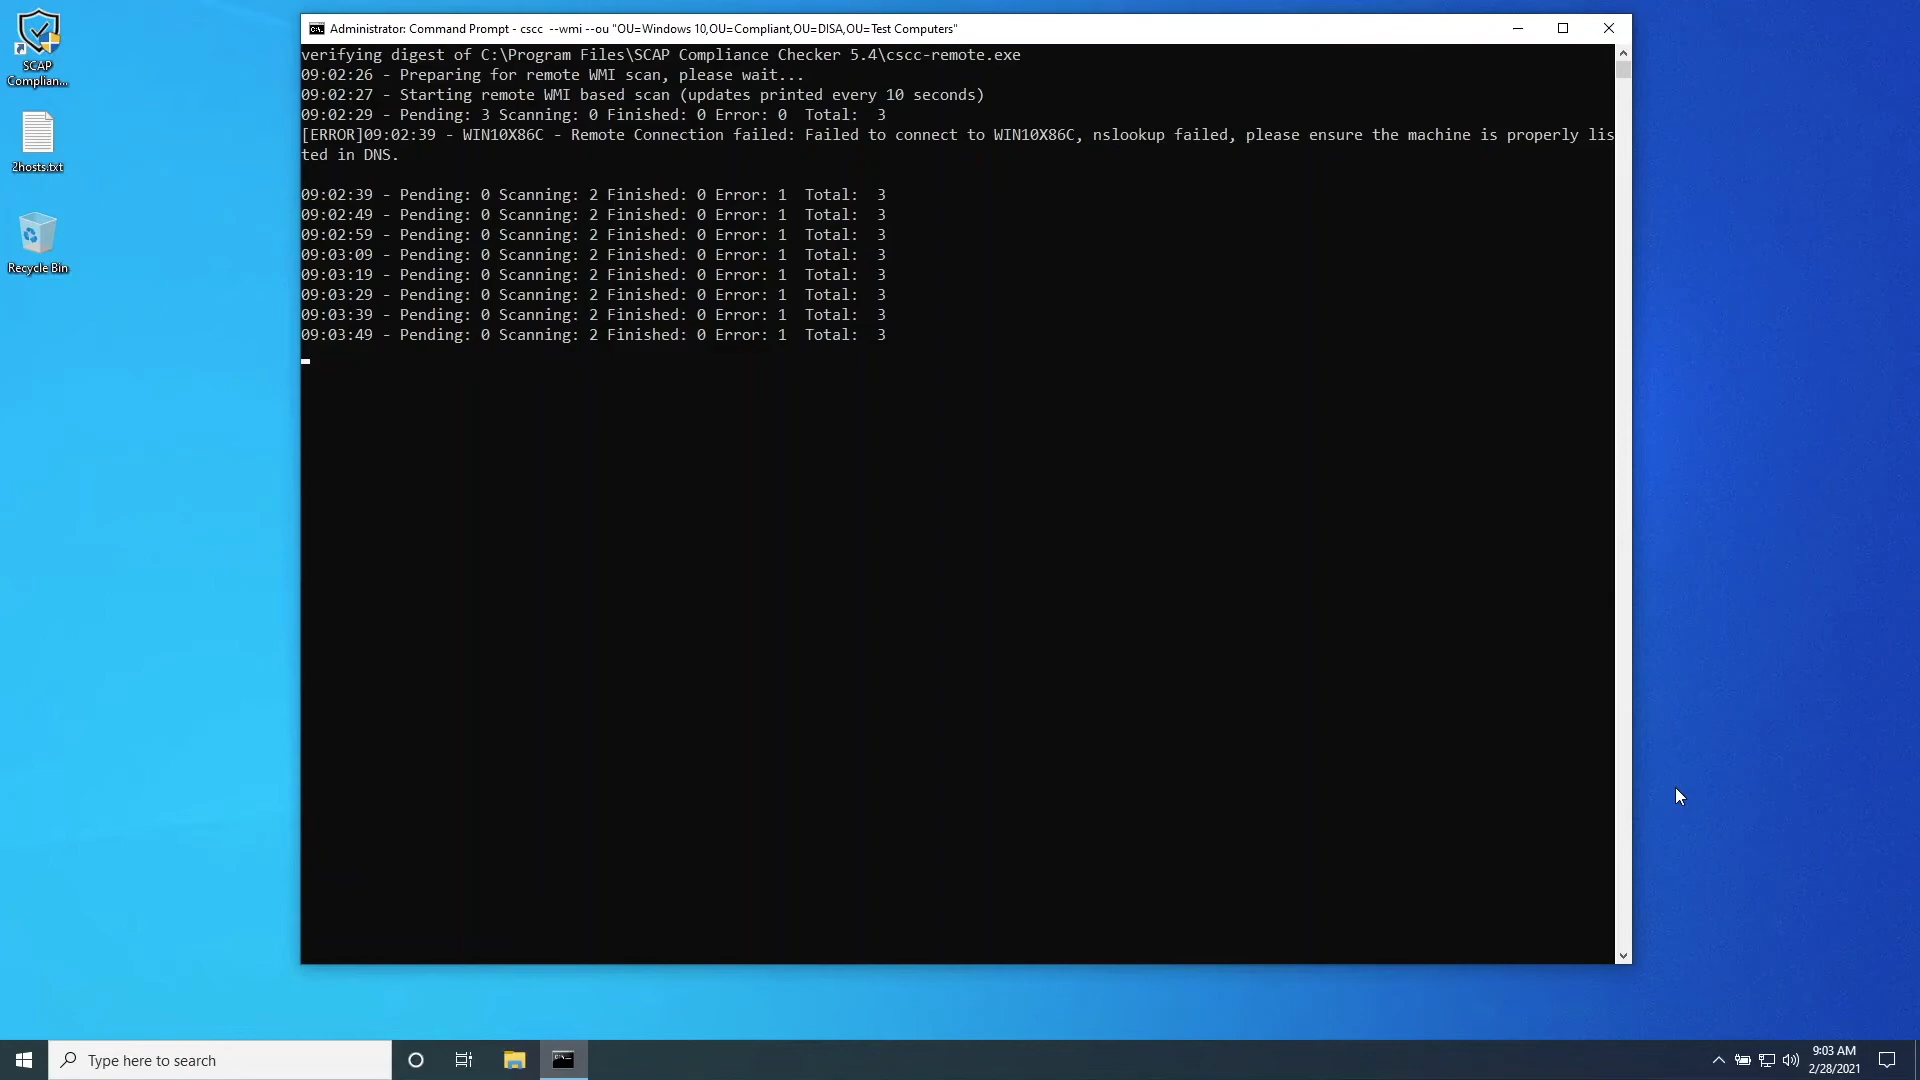 Administrator: Command Prompt - cscc --wmi --ou "OU=Windows 10,OU=Compliant,OU=DISA,OU=Test Computers"
SCAP
Complian...
2hosts.txt
Recycle Bin
verifying digest of C:\Program Files\SCAP Compliance Checker 5.4\cscc-remote.exe
09:02:26 - Preparing for remote WMI scan, please wait...
09:02:27 - Starting remote WMI based scan (updates printed every 10 seconds)
09:02:29 - Pending: 3 Scanning: 0 Finished: 0 Error: 0  Total:  3
[ERROR]09:02:39 - WIN10X86C - Remote Connection failed: Failed to connect to WIN10X86C, nslookup failed, please ensure the machine is properly lis
ted in DNS.
09:02:39 - Pending: 0 Scanning: 2 Finished: 0 Error: 1  Total:  3
09:02:49 - Pending: 0 Scanning: 2 Finished: 0 Error: 1  Total:  3
09:02:59 - Pending: 0 Scanning: 2 Finished: 0 Error: 1  Total:  3
09:03:09 - Pending: 0 Scanning: 2 Finished: 0 Error: 1  Total:  3
09:03:19 - Pending: 0 Scanning: 2 Finished: 0 Error: 1  Total:  3
09:03:29 - Pending: 0 Scanning: 2 Finished: 0 Error: 1  Total:  3
09:03:39 - Pending: 0 Scanning: 2 Finished: 0 Error: 1  Total:  3
09:03:49 - Pending: 0 Scanning: 2 Finished: 0 Error: 1  Total:  3
Type here to search
9:03 AM
2/28/2021